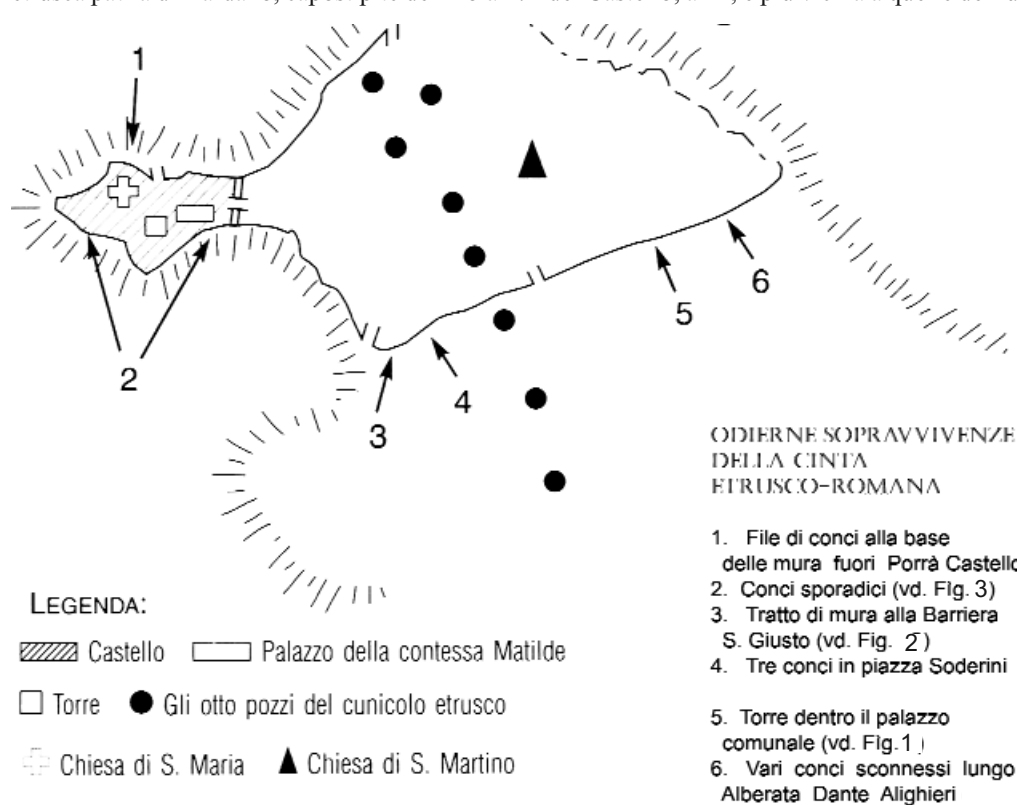 1
2
3
4
5
6
ODIERNE SOPRAVVIVENZE
DELLA CINTA
ETRUSCO-ROMANA
1. File di conci alla base
delle mura fuori Porrà Castello
2. Conci sporadici (vd. Fig. 3)
3. Tratto di mura alla Barriera
S. Giusto (vd. Fig. 2)
4. Tre conci in piazza Soderini
5. Torre dentro il palazzo
comunale (vd. Fig.1)
6. Vari conci sconnessi lungo
Alberata Dante Alighieri
LEGENDA:
Castello Palazzo della contessa Matilde
Torre Gli otto pozzi del cunicolo etrusco
Chiesa di S. Maria Chiesa di S. Martino